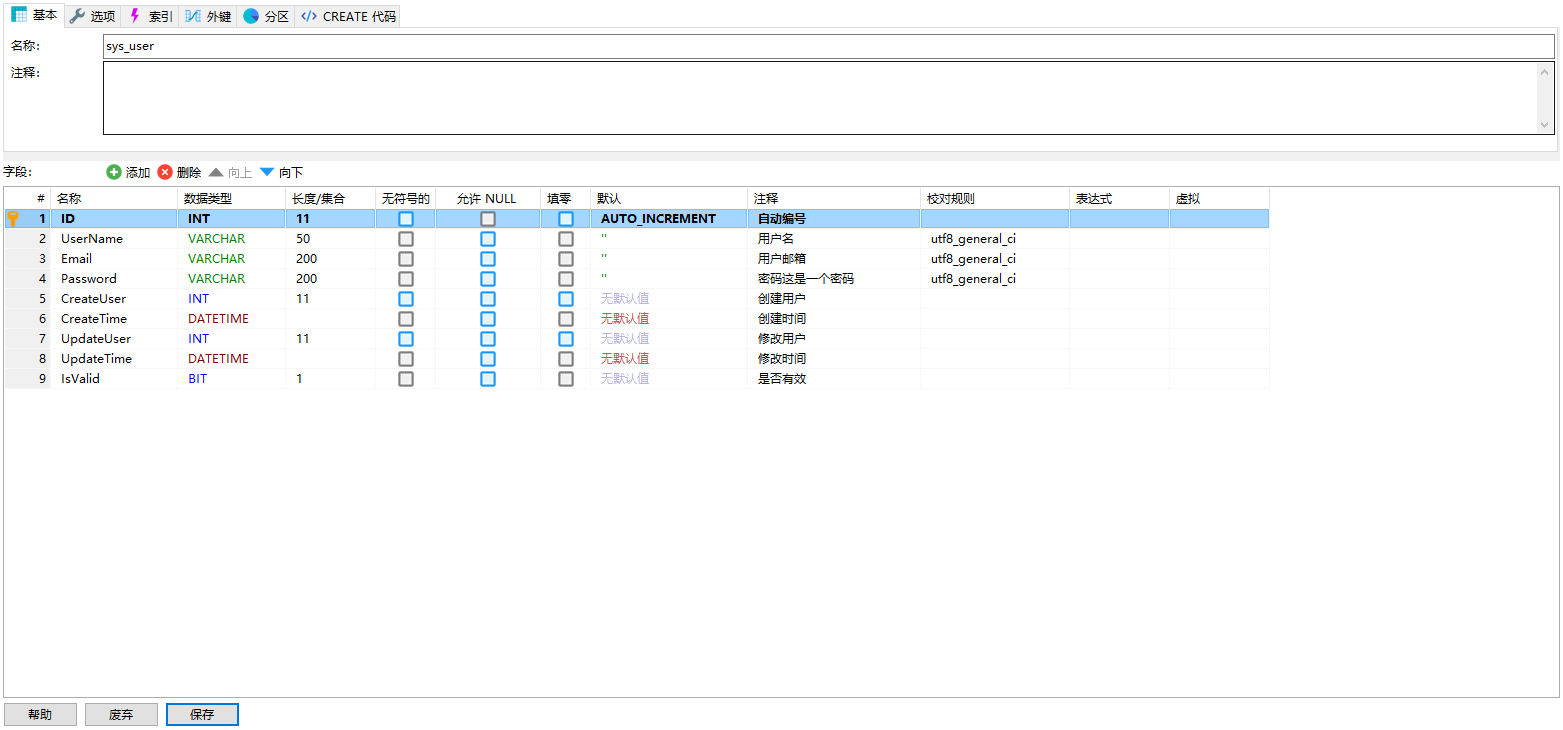 基本 选项 索引 外键 分区 CREATE 代码
名称: sys_user
注释:
字段: 添加 删除 向上 向下
# 名称 数据类型 长度/集合 无符号的 允许 NULL 填零 默认 注释 校对规则 表达式 虚拟
1 ID INT 11 AUTO_INCREMENT 自动编号
2 UserName VARCHAR 50 '' 用户名 utf8_general_ci
3 Email VARCHAR 200 '' 用户邮箱 utf8_general_ci
4 Password VARCHAR 200 '' 密码这是一个密码 utf8_general_ci
5 CreateUser INT 11 无默认值 创建用户
6 CreateTime DATETIME 无默认值 创建时间
7 UpdateUser INT 11 无默认值 修改用户
8 UpdateTime DATETIME 无默认值 修改时间
9 IsValid BIT 1 无默认值 是否有效
帮助 废弃 保存